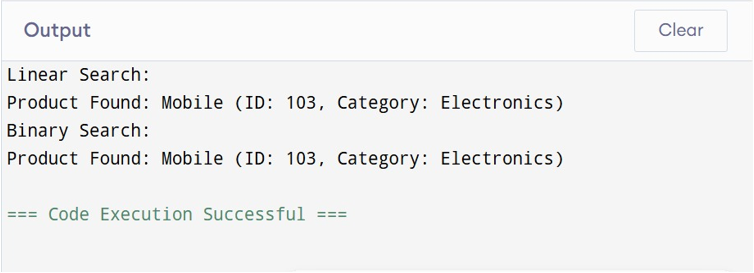 Output
Clear
Linear Search:
Product Found: Mobile (ID: 103, Category: Electronics)
Binary Search:
Product Found: Mobile (ID: 103, Category: Electronics)
=== Code Execution Successful ===